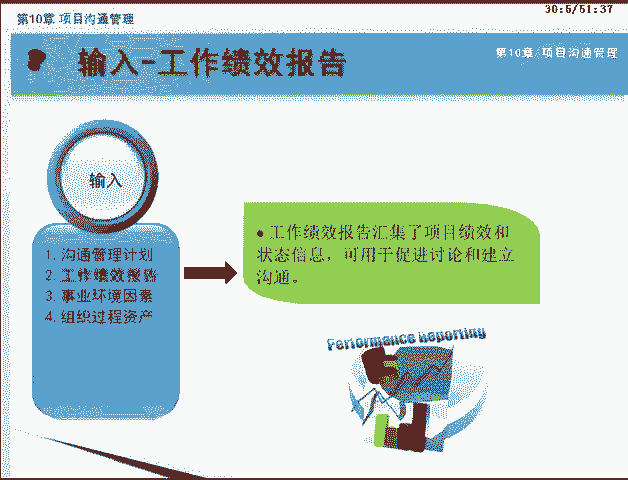 第10章 项目沟通管理
30:5/51:37
输入-工作绩效报告
第10章 项目沟通管理
输入
1. 沟通管理计划
2. 工作绩效报告
3. 事业环境因素
4. 组织过程资产
● 工作绩效报告汇集了项目绩效和
状态信息，可用于促进讨论和建立
沟通。
Performance Reporting